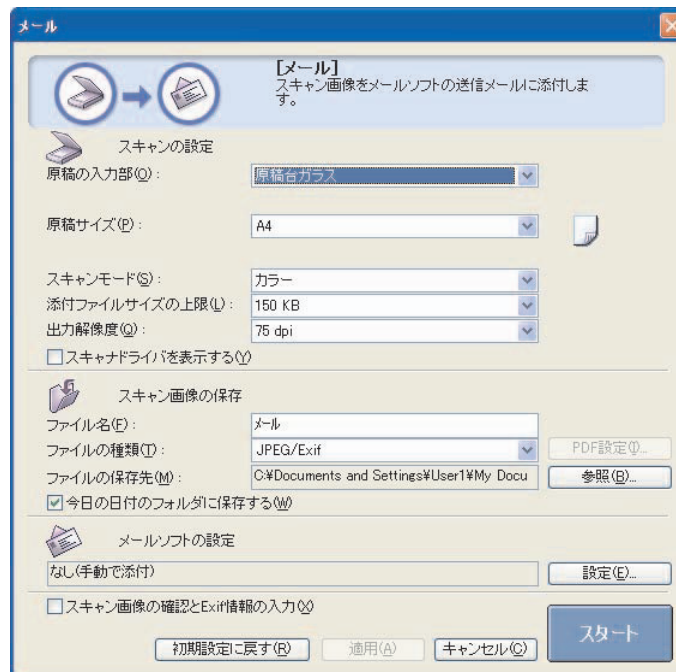 メール
[メール]
スキャン画像をメールソフトの送信メールに添付しま
す。
スキャンの設定
原稿の入力部(O)： 原稿台ガラス
原稿サイズ(P)： A4
スキャンモード(S)： カラー
添付ファイルサイズの上限(L)： 150 KB
出力解像度(Q)： 75 dpi
スキャナドライバを表示する(Y)
スキャン画像の保存
ファイル名(F)： メール
ファイルの種類(T)： JPEG/Exif PDF設定(I)...
ファイルの保存先(M)： C:¥Documents and Settings¥User1¥My Docu 参照(B)...
今日の日付のフォルダに保存する(W)
メールソフトの設定
なし(手動で添付) 設定(E)...
スキャン画像の確認とExif情報の入力(X)
スタート
初期設定に戻す(R) 適用(A) キャンセル(C)